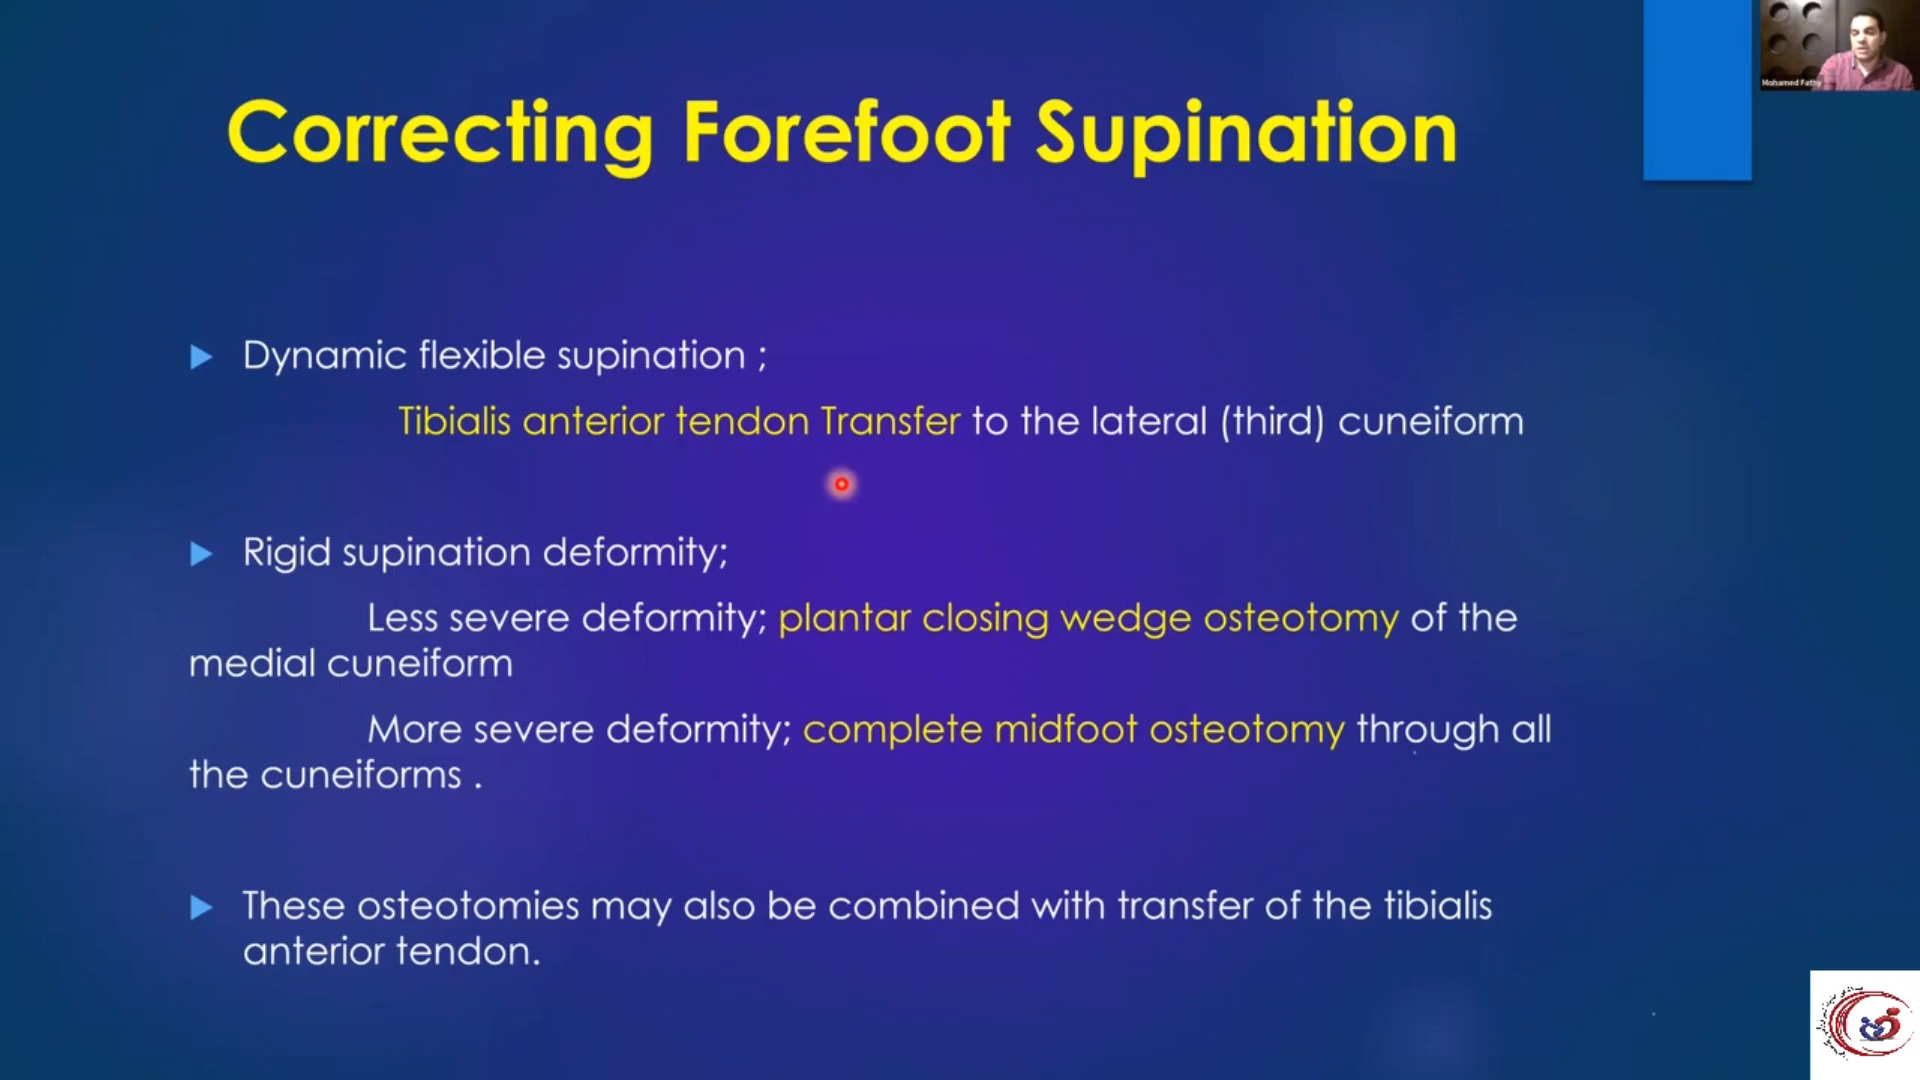 Mohamed Fathy
Correcting Forefoot Supination
Dynamic flexible supination ;
Tibialis anterior tendon Transfer to the lateral (third) cuneiform
Rigid supination deformity;
Less severe deformity; plantar closing wedge osteotomy of the
medial cuneiform
More severe deformity; complete midfoot osteotomy through all
the cuneiforms .
These osteotomies may also be combined with transfer of the tibialis
anterior tendon.